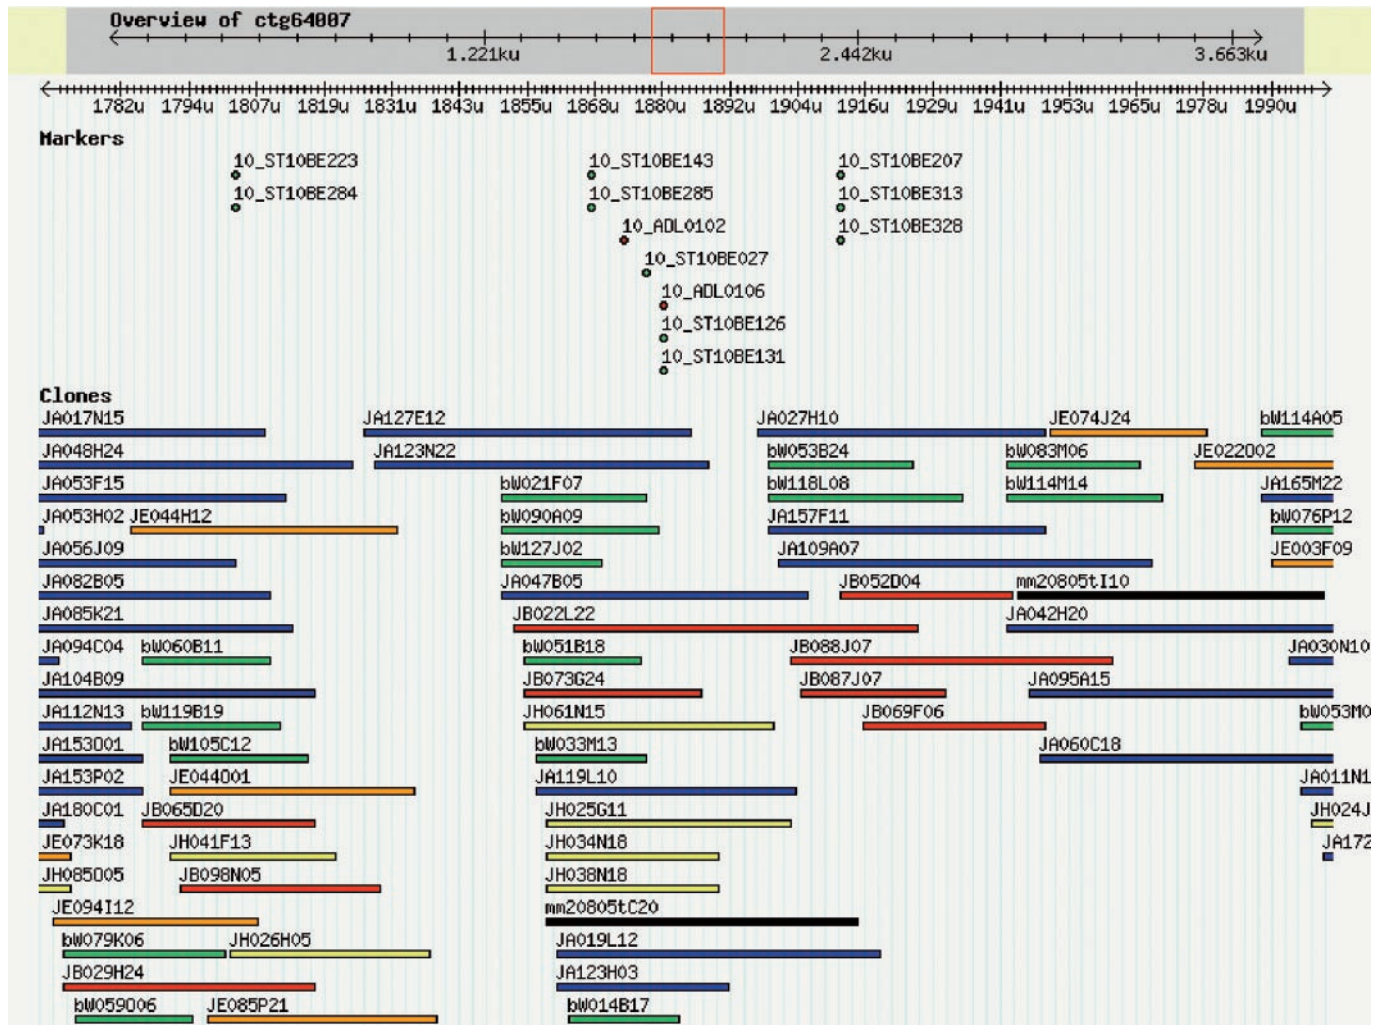 Overview of ctg64007
1.221ku 2.442ku 3.663ku
1782u 1794u 1807u 1819u 1831u 1843u 1855u 1868u 1880u 1892u 1904u 1916u 1929u 1941u 1953u 1965u 1978u 1990u
Markers
10_ST10BE223 10_ST10BE143 10_ST10BE207
10_ST10BE284 10_ST10BE285 10_ST10BE313
10_ADL0102 10_ST10BE328
10_ST10BE027
10_ADL0106
10_ST10BE126
10_ST10BE131
Clones
JA017N15 JA127E12 JA027H10 JE074J24 bW114A05
JA048H24 JA123N22 bW053B24 bW083M06 JE022O02
JA053F15 bW021F07 bW118L08 bW114M14 JA165M22
JA053H02 JE044H12 bW090A09 JA157F11 bW076P12
JA056J09 bW127J02 JA109A07 JE003F09
JA082B05 JA047B05 JB052D04 mm20805tI10
JA085K21 JB022L22 JA042H20
JA094C04 bW060B11 bW051B18 JB088J07 JA030N10
JA104B09 JB073G24 JB087J07 JA095A15
JA112N13 bW119B19 JH061N15 JB069F06 bW053M0
JA153O01 bW105C12 bW033M13 JA060C18
JA153P02 JE044O01 JA119L10 JA011N1
JA180C01 JB065D20 JH025G11 JH024J
JE073K18 JH041F13 JH034N18 JA172
JH085O05 JB098N05 JH038N18
JE094I12 mm20805tC20
bW079K06 JH026H05 JA019L12
JB029H24 JA123H03
bW059O06 JE085P21 bW014B17